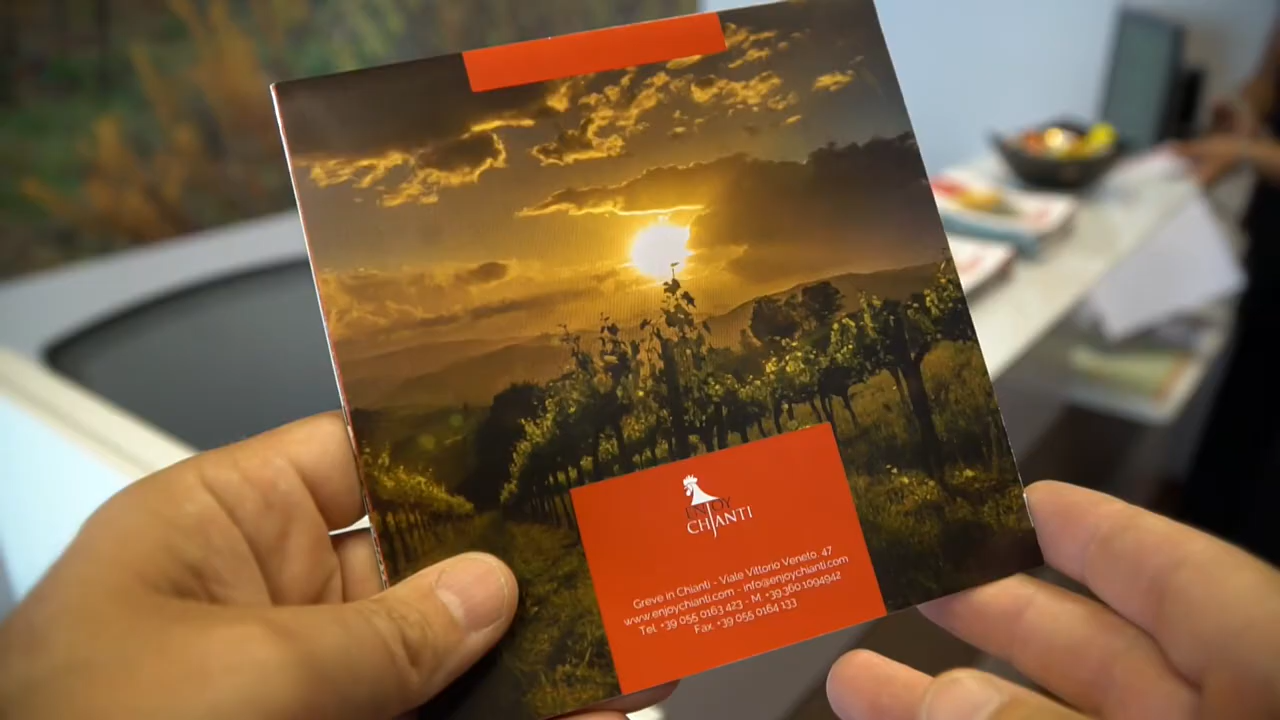 ENJOY
CHIANTI
Greve in Chianti - Viale Vittorio Veneto, 47
www.enjoychianti.com - info@enjoychianti.com
Tel. +39 055 0163 423 - M. +39.360.1094942
Fax. +39 055 0164 133